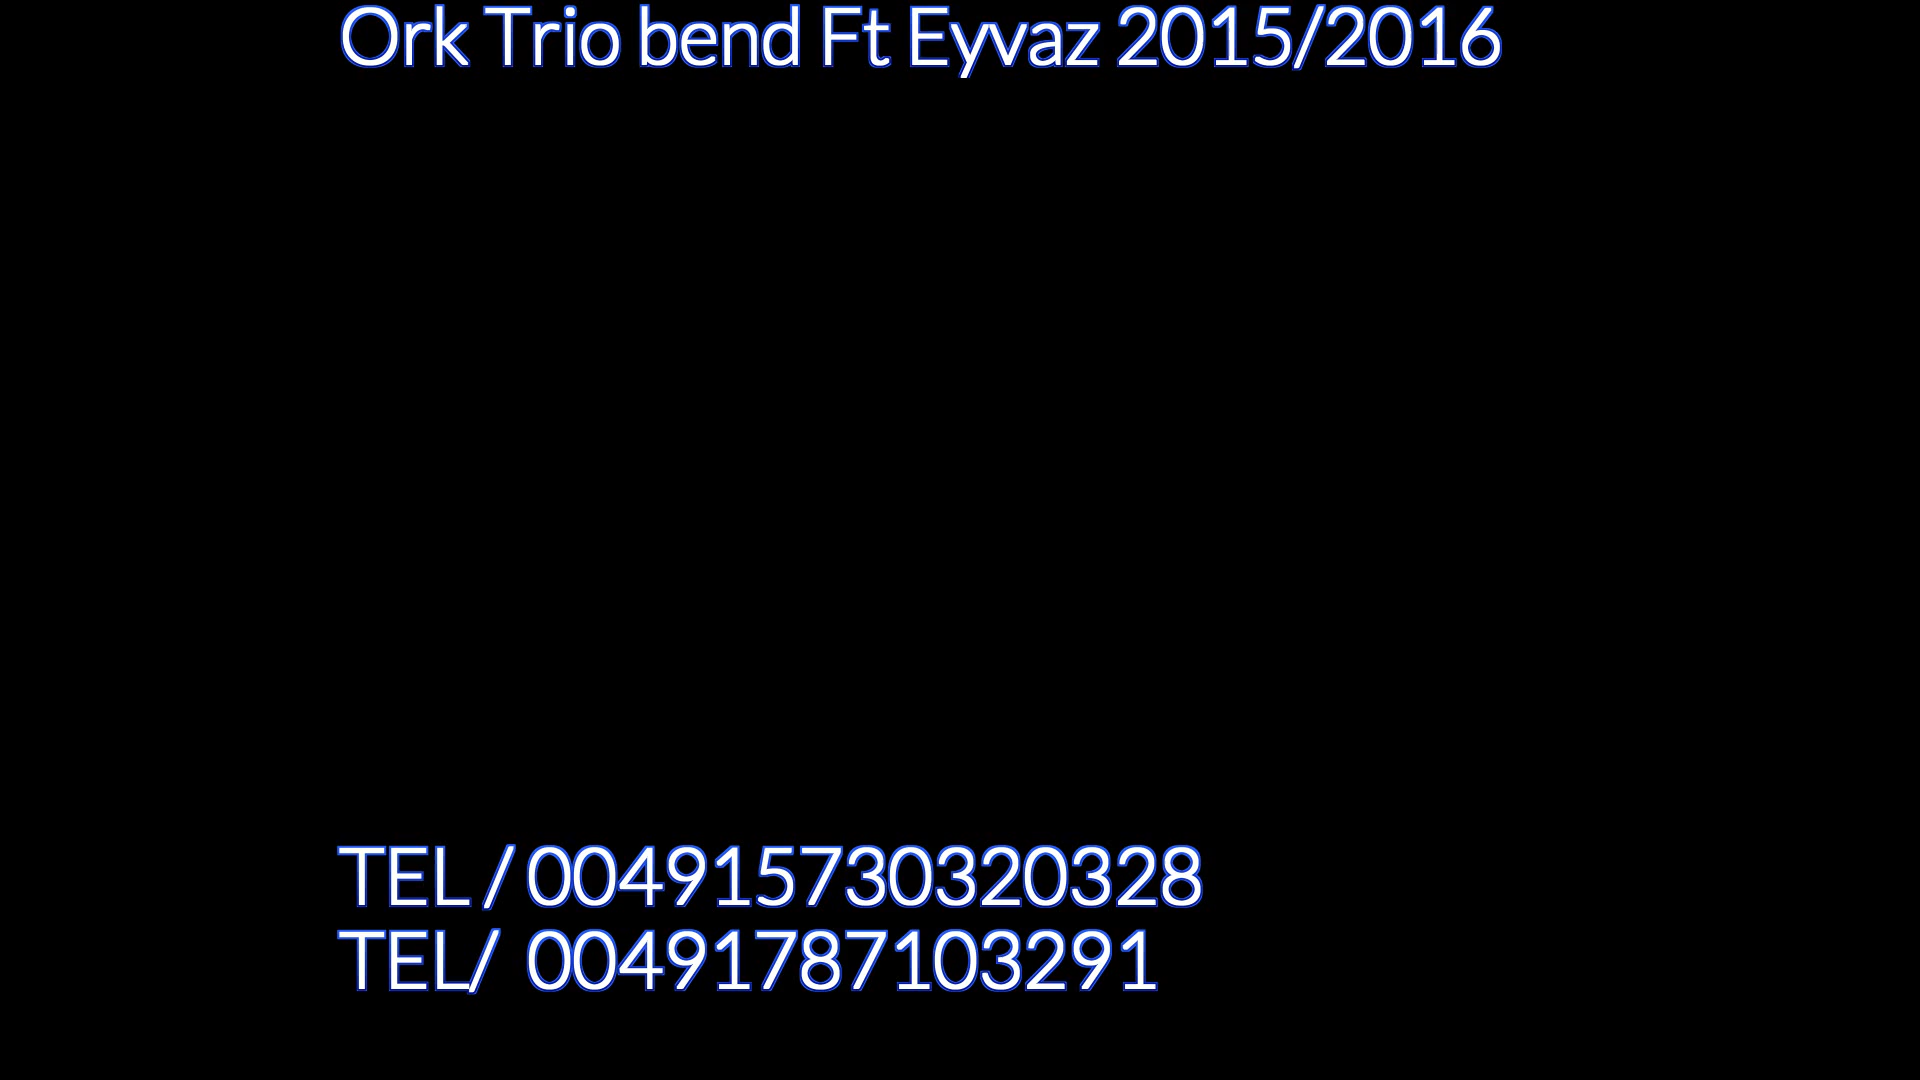 Ork Trio bend Ft Eyvaz 2015/2016
TEL / 004915730320328
TEL/ 00491787103291